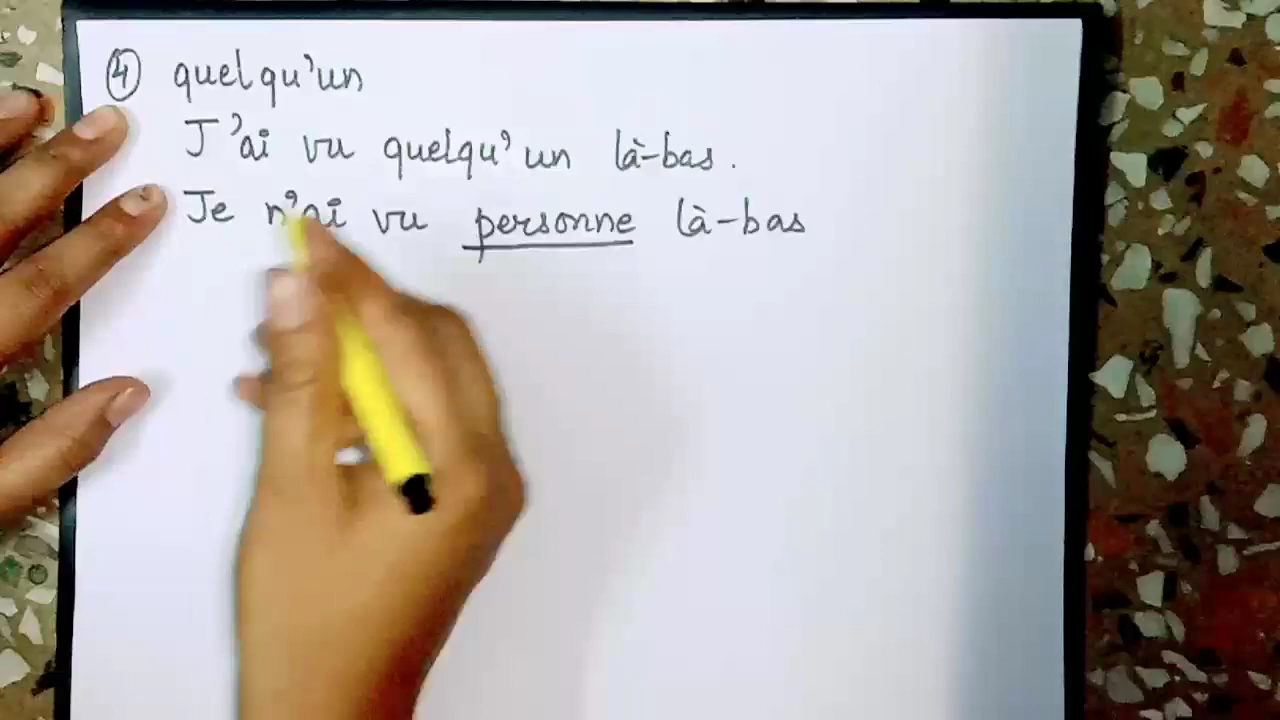 ④ quelqu'un
J'ai vu quelqu'un là-bas.
Je n'ai vu personne là-bas